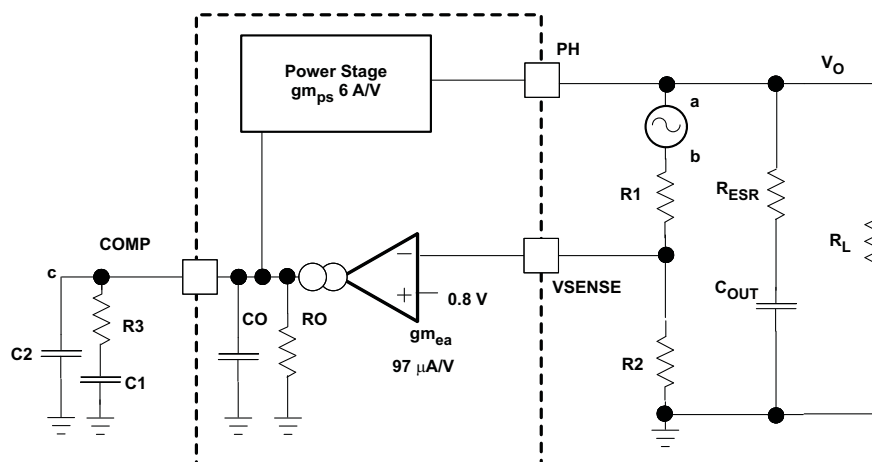 PH
Power Stage
gm_ps 6 A/V
V_O
a
b
R1
R_ESR
R_L
COMP
c
VSENSE
0.8 V
R3
CO
RO
gm_ea
C_OUT
C2
C1
97 μA/V
R2